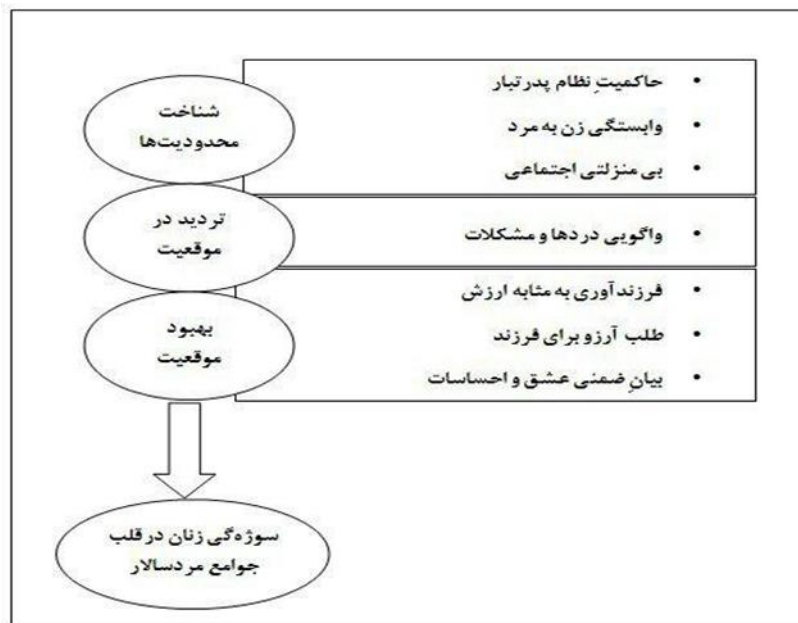 شناخت
محدودیت‌ها
• حاکمیتِ نظام پدرتبار
• وابستگی زن به مرد
• بی منزلتی اجتماعی
تردید در
موقعیت
• واگویی دردها و مشکلات
بهبود
موقعیت
• فرزندآوری به مثابه ارزش
• طلب آرزو برای فرزند
• بیانِ ضمنی عشق و احساسات
سوژه‌گی زنان در قلب
جوامع مردسالار